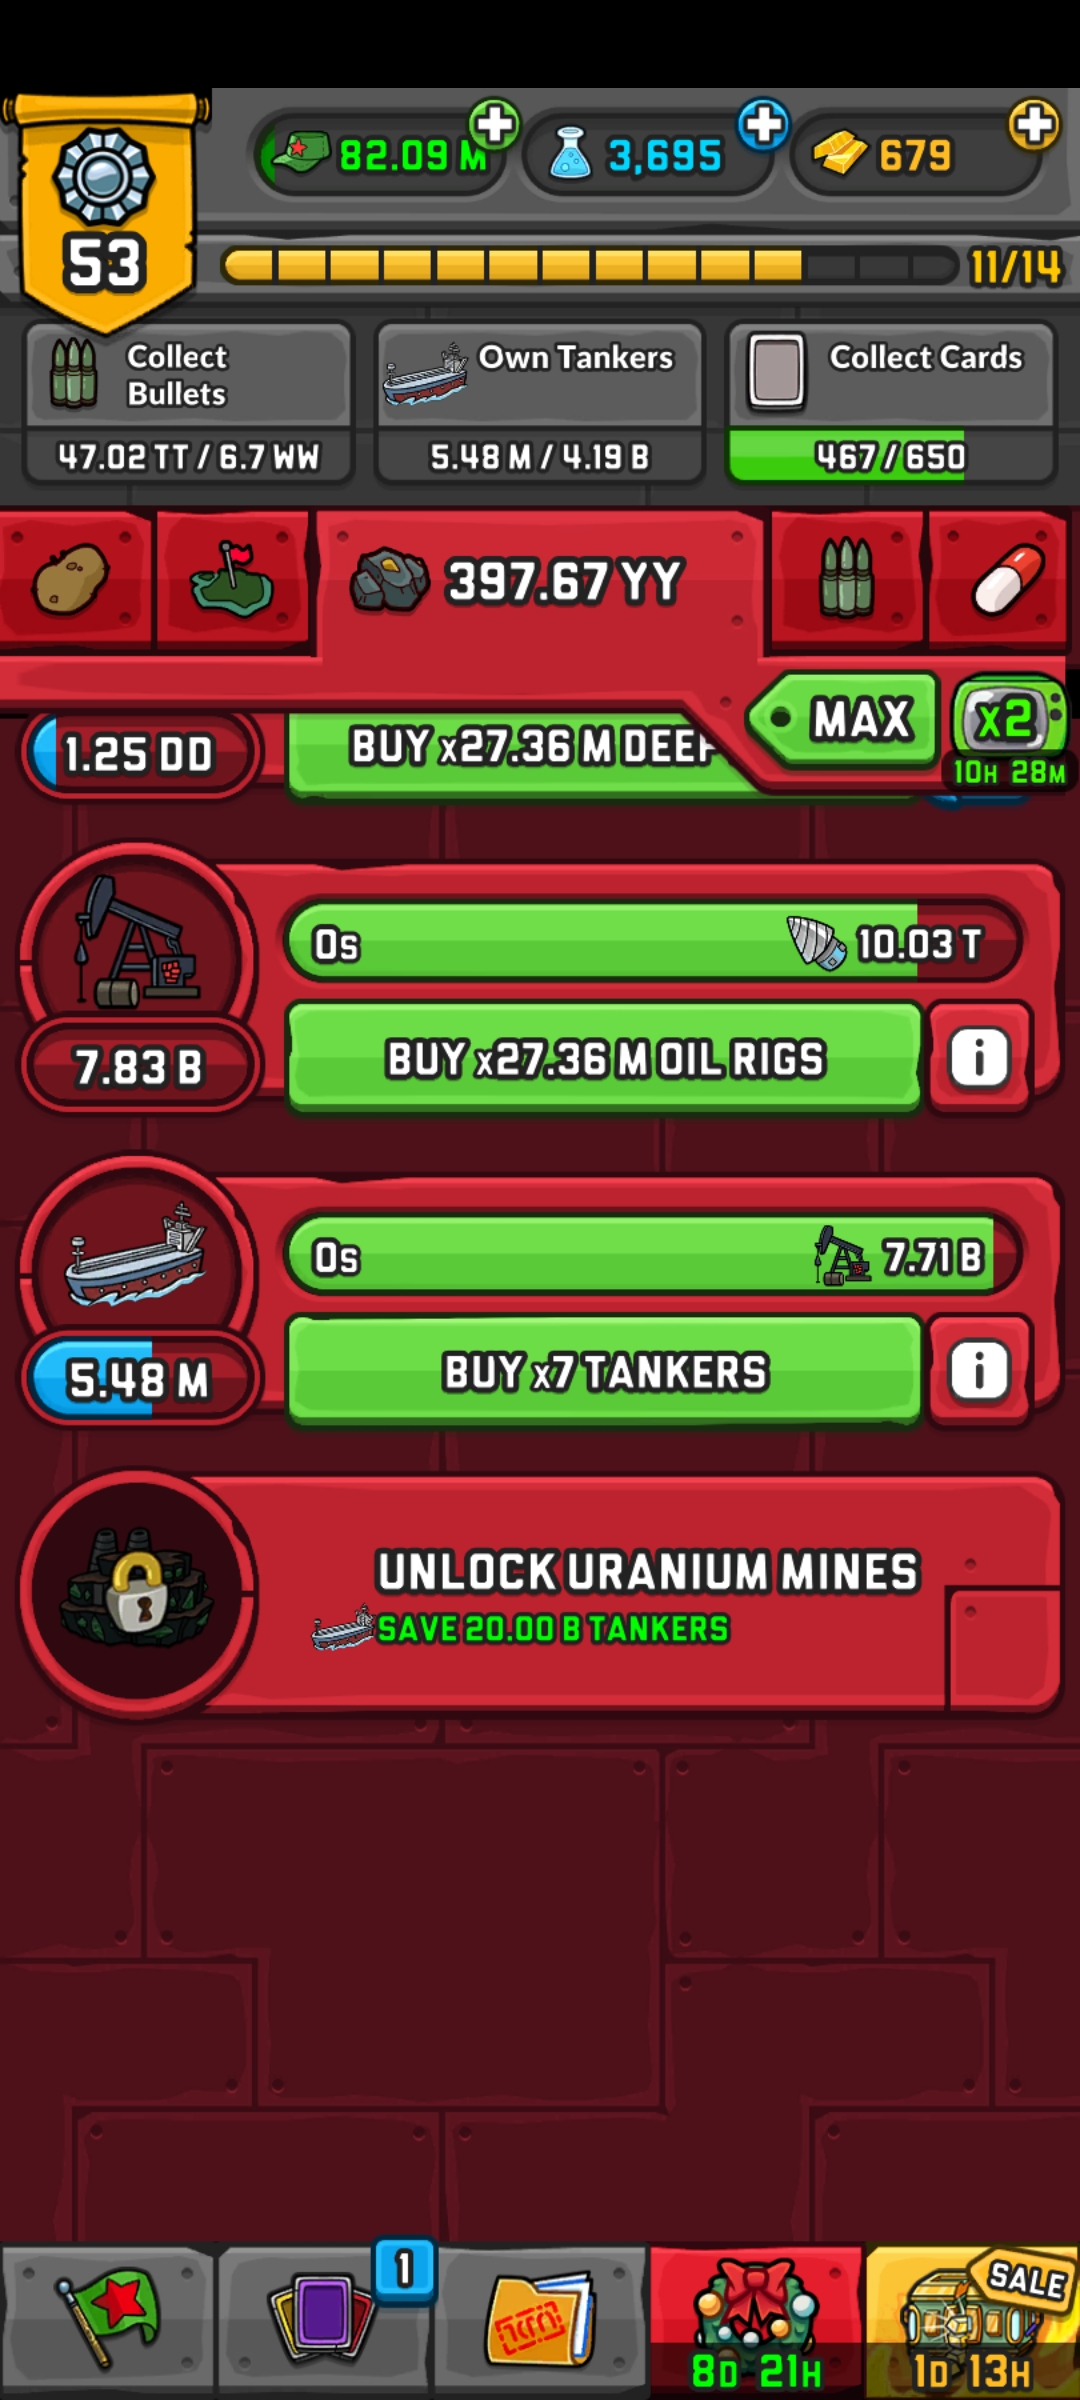 82.09 M
3,695
679
53
11/14
Collect
Bullets
Own Tankers
Collect Cards
47.02 TT / 6.7 WW
5.48 M / 4.19 B
467 / 650
397.67 YY
MAX
x2
10H 28M
1.25 DD
BUY x27.36 M DEEP
0s
10.03 T
7.83 B
BUY x27.36 M OIL RIGS
i
0s
7.71 B
5.48 M
BUY x7 TANKERS
i
UNLOCK URANIUM MINES
SAVE 20.00 B TANKERS
1
SALE
8D 21H
1D 13H